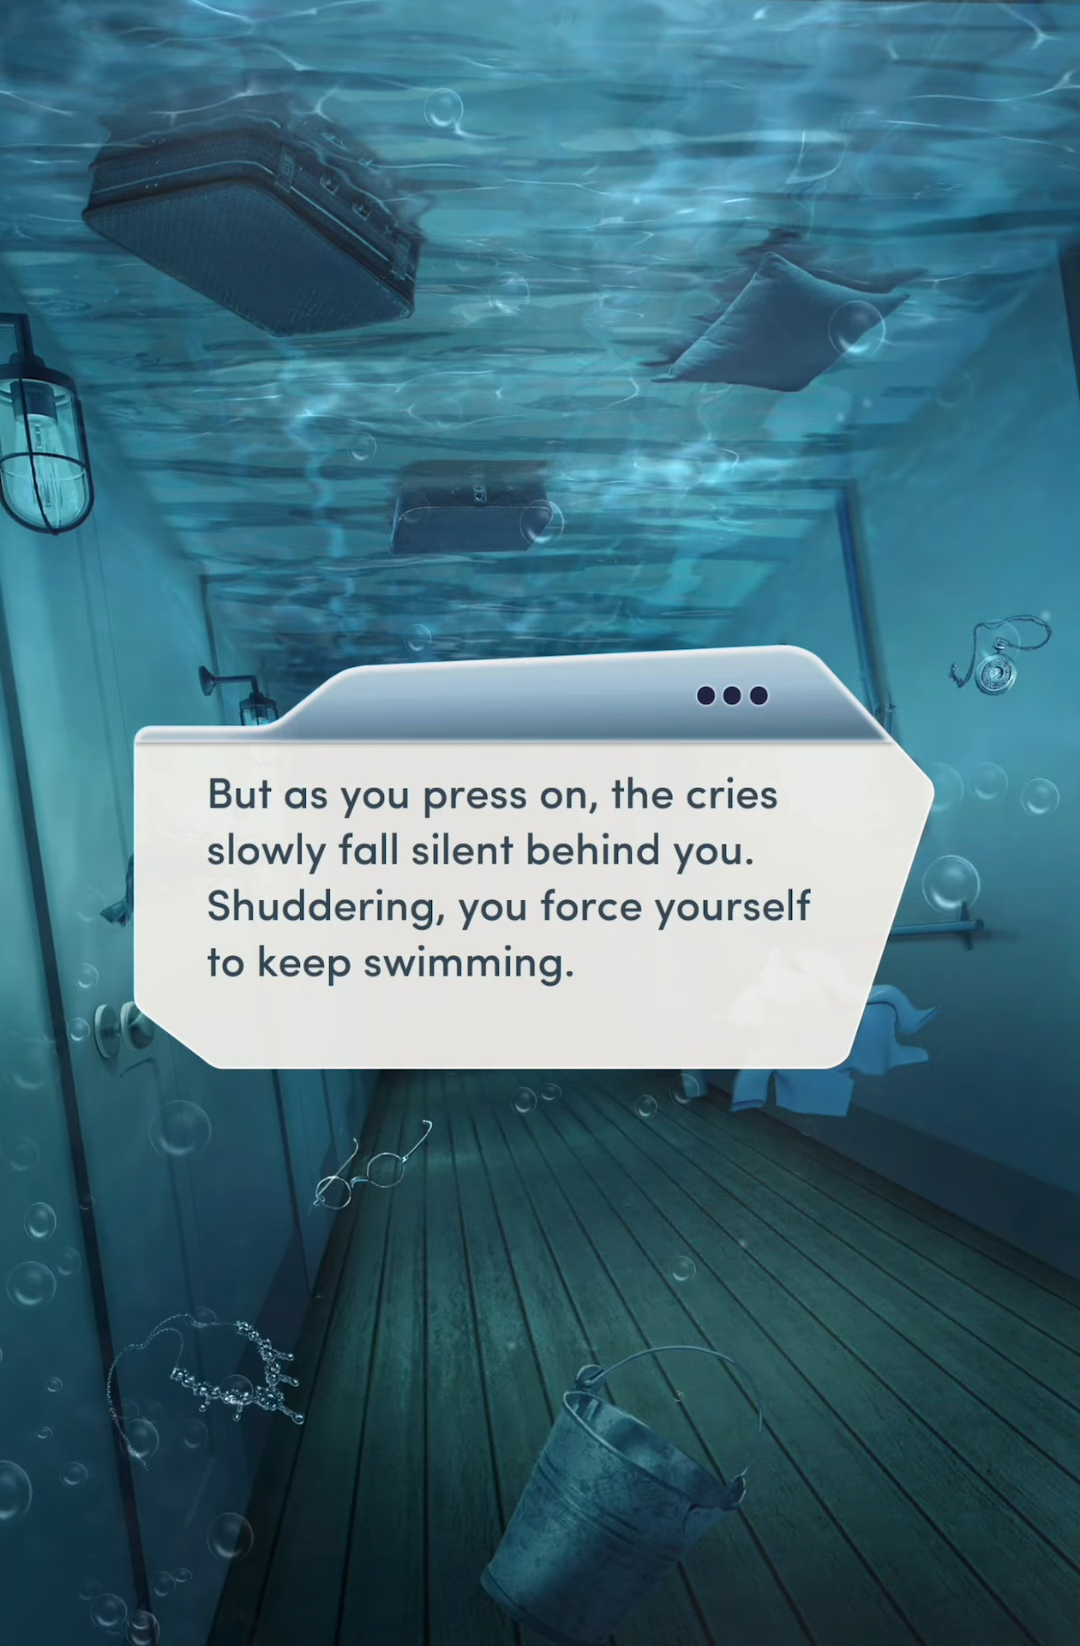 But as you press on, the cries
slowly fall silent behind you.
Shuddering, you force yourself
to keep swimming.